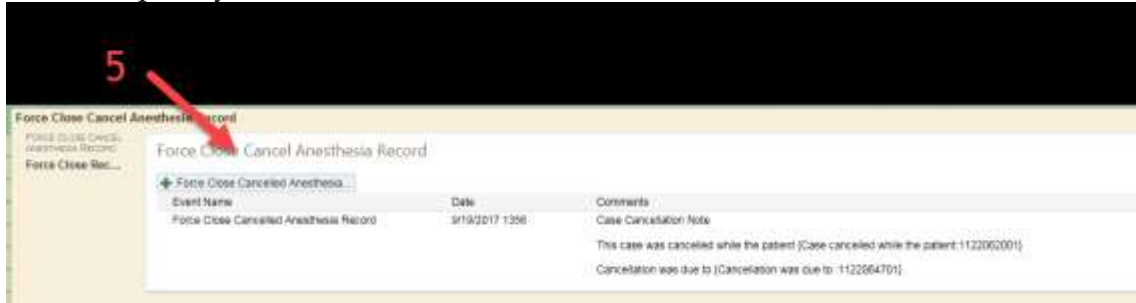 5
Force Close Cancel Anesthesia Record
FORCE CLOSE CANCEL
ANESTHESIA RECORD
Force Close Rec...
Force Close Cancel Anesthesia Record
Force Close Canceled Anesthesia...
Event Name Date Comments
Force Close Cancelled Anesthesia Record 9/19/2017 1356 Case Cancellation Note
This case was canceled while the patient {Case canceled while the patient:1122062001}
Cancellation was due to {Cancellation was due to :1122064701}